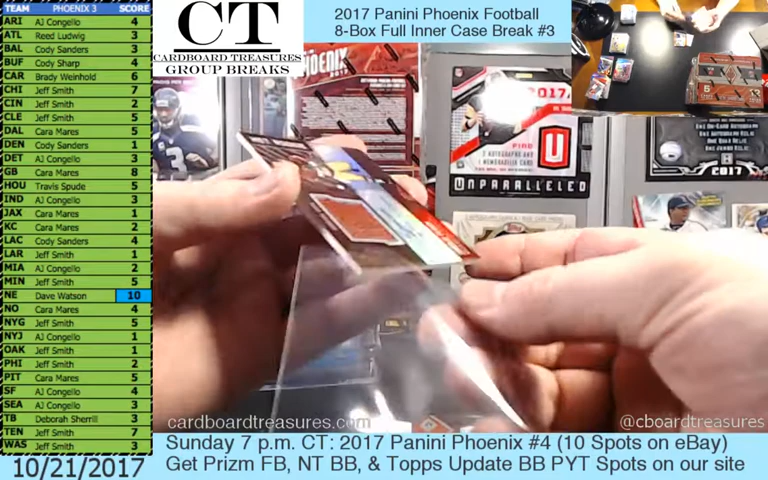 TEAM PHOENIX 3 SCORE
ARI AJ Congello 4
ATL Reed Ludwig 3
BAL Cody Sanders 3
BUF Cody Sharp 4
CAR Brady Weinhold 6
CHI Jeff Smith 7
CIN Jeff Smith 2
CLE Jeff Smith 5
DAL Cara Mares 5
DEN Cody Sanders 1
DET AJ Congello 3
GB Cara Mares 8
HOU Travis Spude 5
IND AJ Congello 3
JAX Cara Mares 1
KC Cara Mares 2
LAC Cody Sanders 4
LAR Jeff Smith 1
MIA AJ Congello 2
MIN Jeff Smith 5
NE Dave Watson 10
NO Cara Mares 4
NYG Jeff Smith 5
NYJ AJ Congello 1
OAK Jeff Smith 1
PHI Jeff Smith 2
PIT Cara Mares 5
SF AJ Congello 4
SEA AJ Congello 3
TB Deborah Sherrill 3
TEN Jeff Smith 7
WAS Jeff Smith 3
10/21/2017
CT
CARDBOARD TREASURES
GROUP BREAKS
2017 Panini Phoenix Football
8-Box Full Inner Case Break #3
PHOENIX
2017
FIND
U
UNPARALLELED
2017
cardboardtreasures.com
@cboardtreasures
Sunday 7 p.m. CT: 2017 Panini Phoenix #4 (10 Spots on eBay)
Get Prizm FB, NT BB, & Topps Update BB PYT Spots on our site